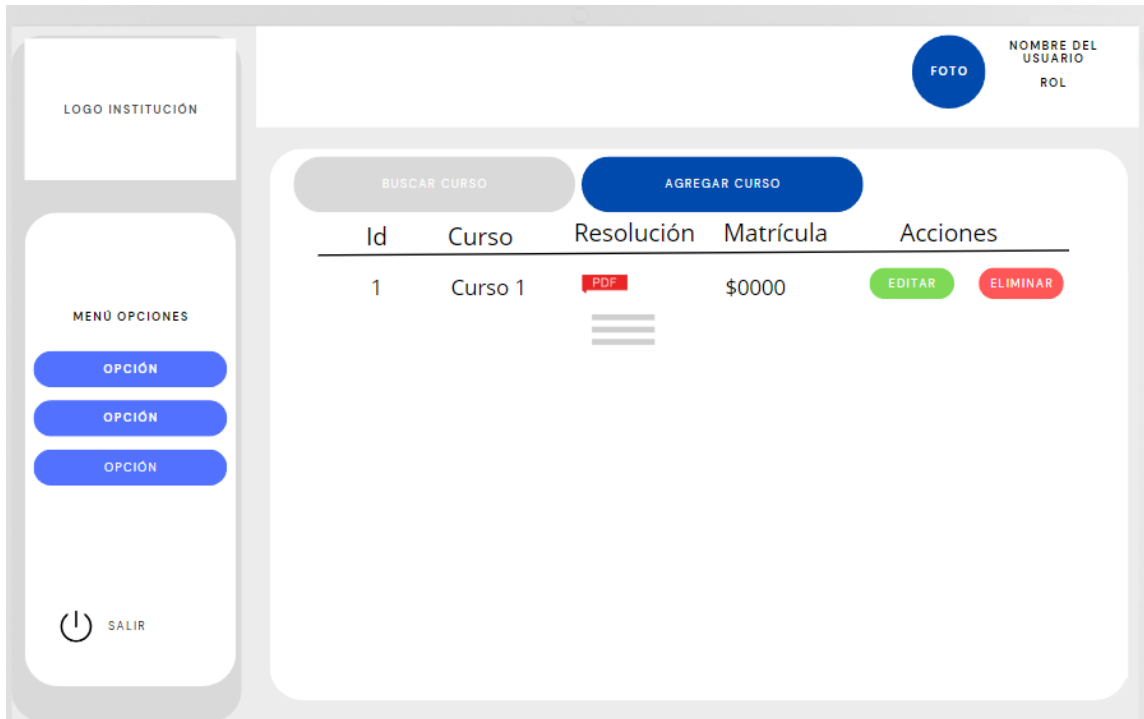 LOGO INSTITUCIÓN
FOTO
NOMBRE DEL
USUARIO
ROL
BUSCAR CURSO
AGREGAR CURSO
Id Curso Resolución Matrícula Acciones
1 Curso 1 PDF $0000 EDITAR ELIMINAR
MENÚ OPCIONES
OPCIÓN
OPCIÓN
OPCIÓN
SALIR